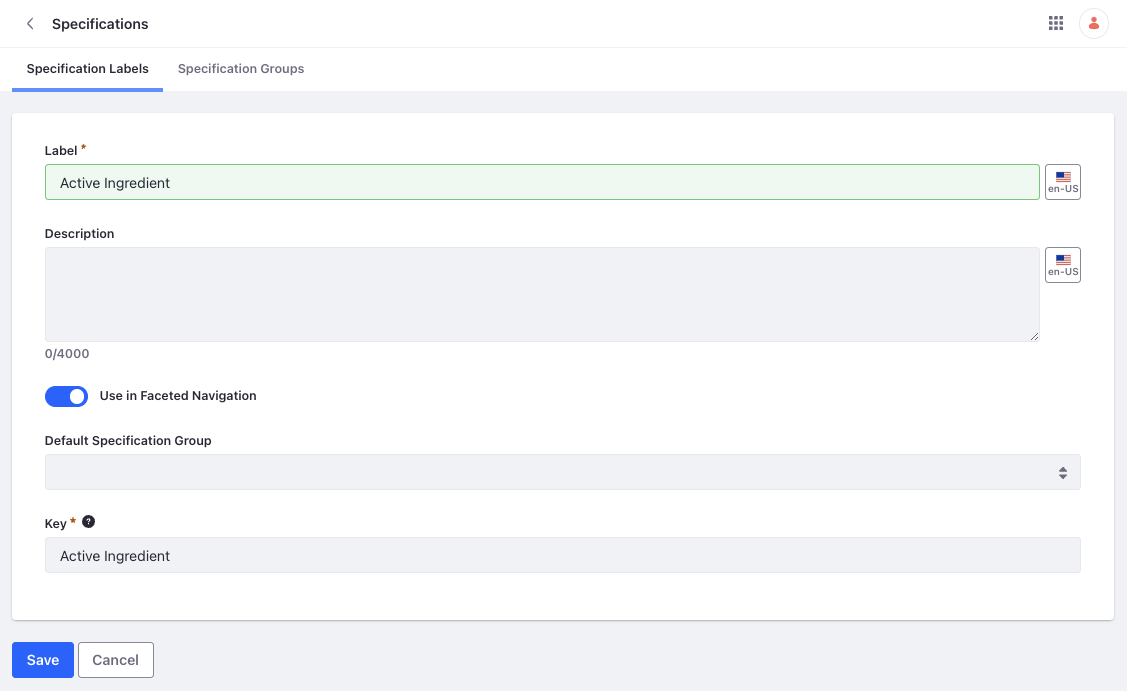 Specifications
Specification Labels Specification Groups
Label *
Active Ingredient
en-US
Description
en-US
0/4000
Use in Faceted Navigation
Default Specification Group
Key * ?
Active Ingredient
Save Cancel